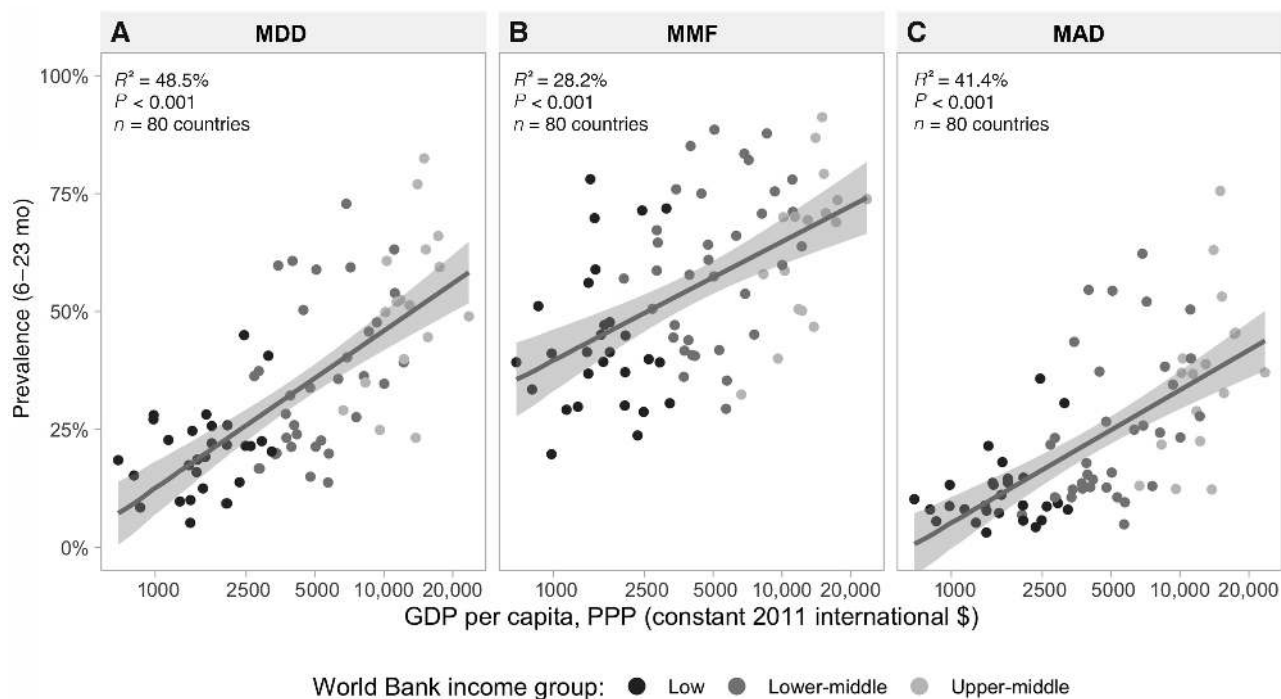 A MDD
B MMF
C MAD
R² = 48.5%
P < 0.001
n = 80 countries
R² = 28.2%
P < 0.001
n = 80 countries
R² = 41.4%
P < 0.001
n = 80 countries
Prevalence (6–23 mo)
100%
75%
50%
25%
0%
1000 2500 5000 10,000 20,000
1000 2500 5000 10,000 20,000
1000 2500 5000 10,000 20,000
GDP per capita, PPP (constant 2011 international $)
World Bank income group: Low Lower-middle Upper-middle